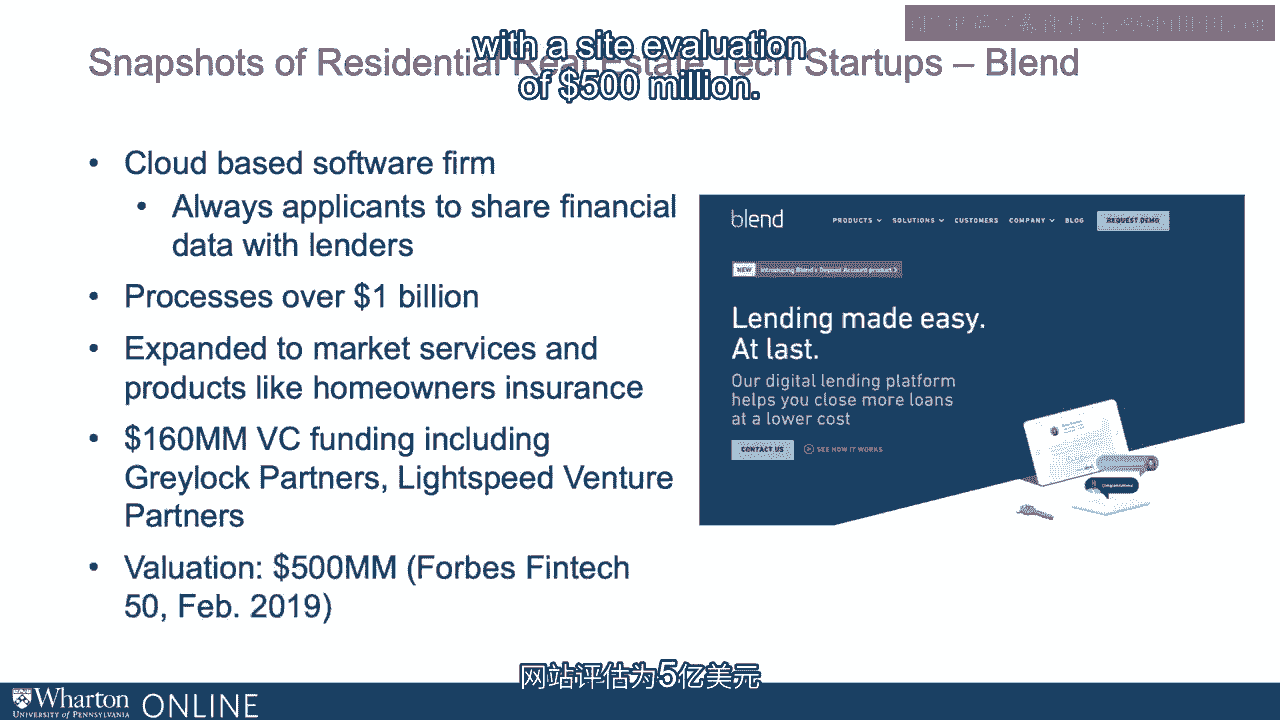 with a site evaluation
of $500 million.
Snapshots of Residential Real Estate Tech Startups – Blend
• Cloud based software firm
• Always applicants to share financial
data with lenders
• Processes over $1 billion
• Expanded to market services and
products like homeowners insurance
• $160MM VC funding including
Greylock Partners, Lightspeed Venture
Partners
• Valuation: $500MM (Forbes Fintech
50, Feb. 2019)
blend
PRODUCTS SOLUTIONS CUSTOMERS COMPANY BLOG REQUEST DEMO
NEW Introducing Blend's Deposit Account product
Lending made easy.
At last.
Our digital lending platform
helps you close more loans
at a lower cost
CONTACT US SEE HOW IT WORKS
网站评估为5亿美元
Wharton ONLINE
UNIVERSITY of PENNSYLVANIA